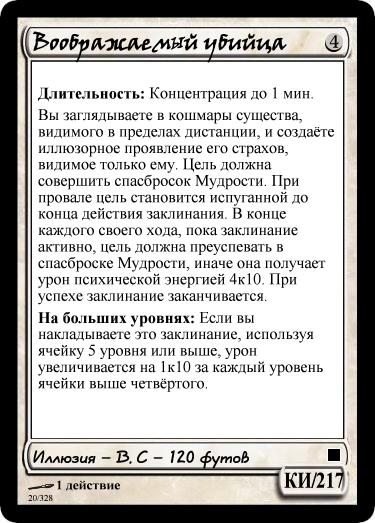 Воображаемый убийца
4
Длительность: Концентрация до 1 мин.
Вы заглядываете в кошмары существа,
видимого в пределах дистанции, и создаёте
иллюзорное проявление его страхов,
видимое только ему. Цель должна
совершить спасбросок Мудрости. При
провале цель становится испуганной до
конца действия заклинания. В конце
каждого своего хода, пока заклинание
активно, цель должна преуспевать в
спасброске Мудрости, иначе она получает
урон психической энергией 4к10. При
успехе заклинание заканчивается.
На больших уровнях: Если вы
накладываете это заклинание, используя
ячейку 5 уровня или выше, урон
увеличивается на 1к10 за каждый уровень
ячейки выше четвёртого.
Иллюзия – В, С – 120 футов
КИ/217
1 действие
20/328